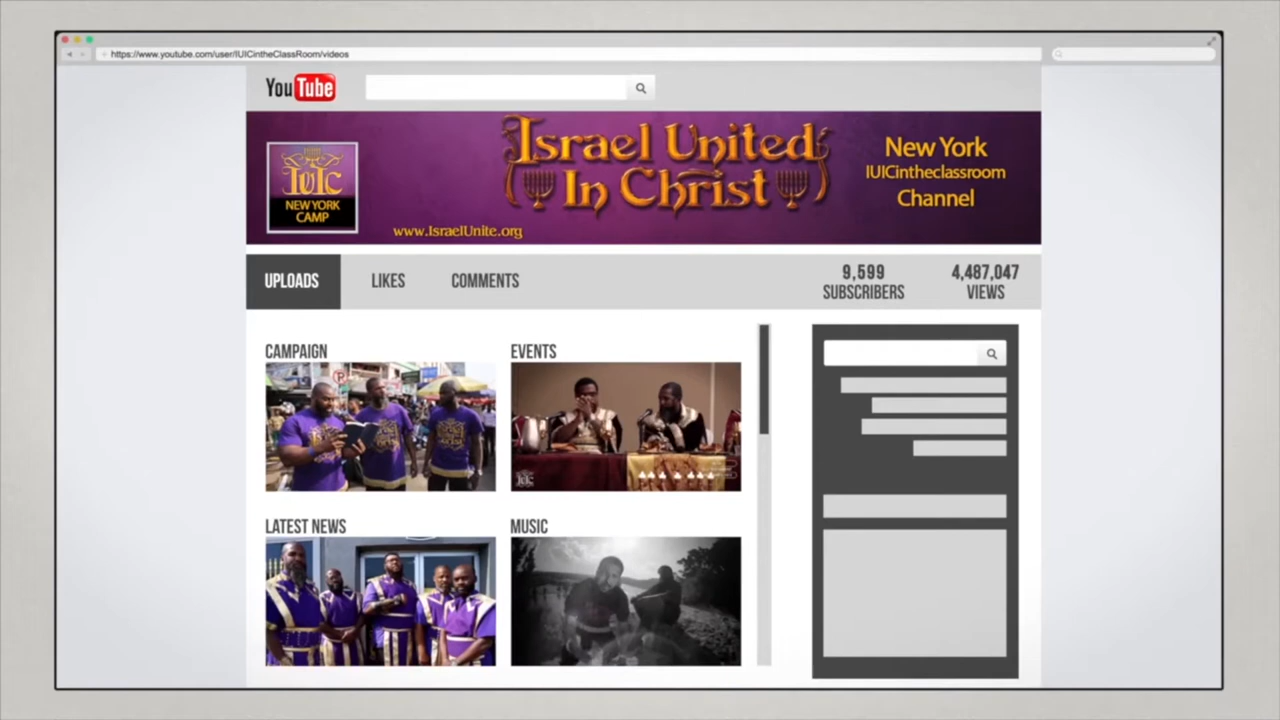 https://www.youtube.com/user/IUICintheClassRoom/videos
YouTube
Israel United
In Christ
IUIC
NEW YORK
CAMP
www.IsraelUnite.org
New York
IUICintheclassroom
Channel
UPLOADS
LIKES
COMMENTS
9,599
SUBSCRIBERS
4,487,047
VIEWS
CAMPAIGN
EVENTS
IUIC
LATEST NEWS
MUSIC